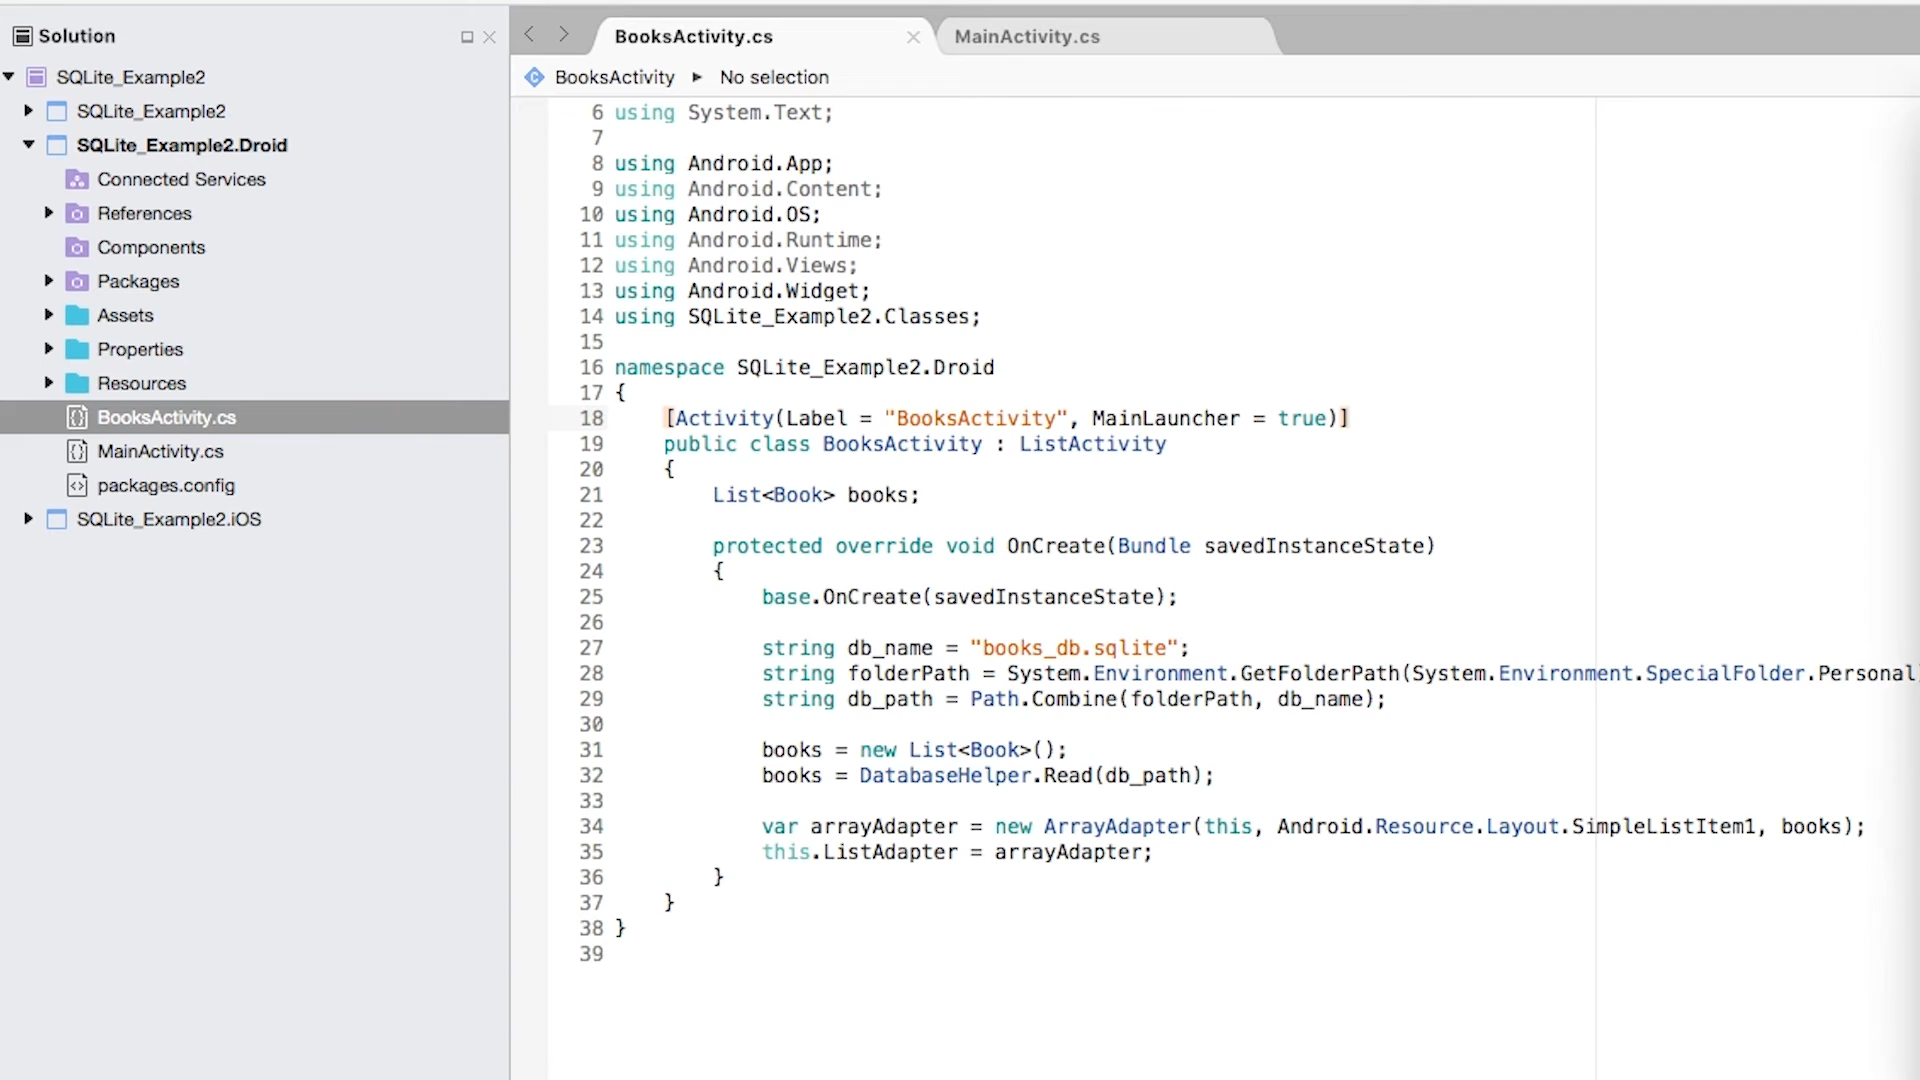 Solution
SQLite_Example2
SQLite_Example2
SQLite_Example2.Droid
Connected Services
References
Components
Packages
Assets
Properties
Resources
BooksActivity.cs
MainActivity.cs
packages.config
SQLite_Example2.iOS
BooksActivity.cs
MainActivity.cs
BooksActivity ▸ No selection
6 using System.Text;
7
8 using Android.App;
9 using Android.Content;
10 using Android.OS;
11 using Android.Runtime;
12 using Android.Views;
13 using Android.Widget;
14 using SQLite_Example2.Classes;
15
16 namespace SQLite_Example2.Droid
17 {
18 [Activity(Label = "BooksActivity", MainLauncher = true)]
19 public class BooksActivity : ListActivity
20 {
21 List<Book> books;
22
23 protected override void OnCreate(Bundle savedInstanceState)
24 {
25 base.OnCreate(savedInstanceState);
26
27 string db_name = "books_db.sqlite";
28 string folderPath = System.Environment.GetFolderPath(System.Environment.SpecialFolder.Personal)
29 string db_path = Path.Combine(folderPath, db_name);
30
31 books = new List<Book>();
32 books = DatabaseHelper.Read(db_path);
33
34 var arrayAdapter = new ArrayAdapter(this, Android.Resource.Layout.SimpleListItem1, books);
35 this.ListAdapter = arrayAdapter;
36 }
37 }
38 }
39